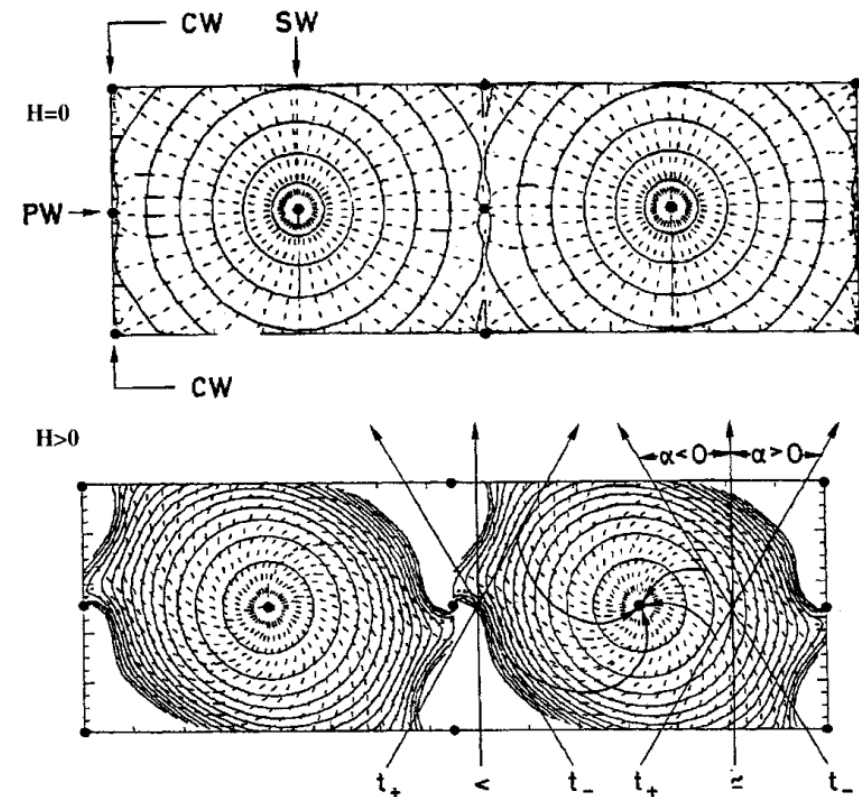 CW SW
H=0
PW
CW
H>0
α<0 α>0
t₊ < t₋ t₊ ≃ t₋